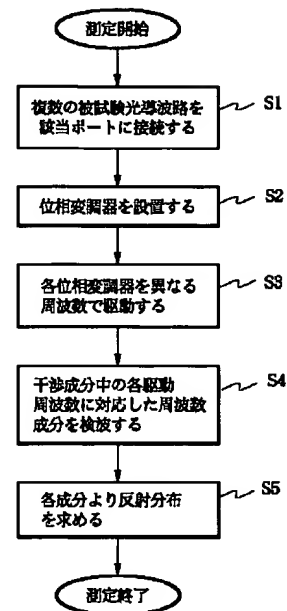 測定開始
複数の被試験光導波路を
該当ポートに接続する
S1
位相変調器を設置する
S2
各位相変調器を異なる
周波数で駆動する
S3
干渉成分中の各駆動
周波数に対応した周波数
成分を検波する
S4
各成分より反射分布
を求める
S5
測定終了